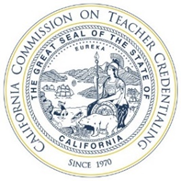 CALIFORNIA COMMISSION ON TEACHER CREDENTIALING
THE GREAT SEAL OF THE STATE OF
CALIFORNIA
EUREKA
SINCE 1970